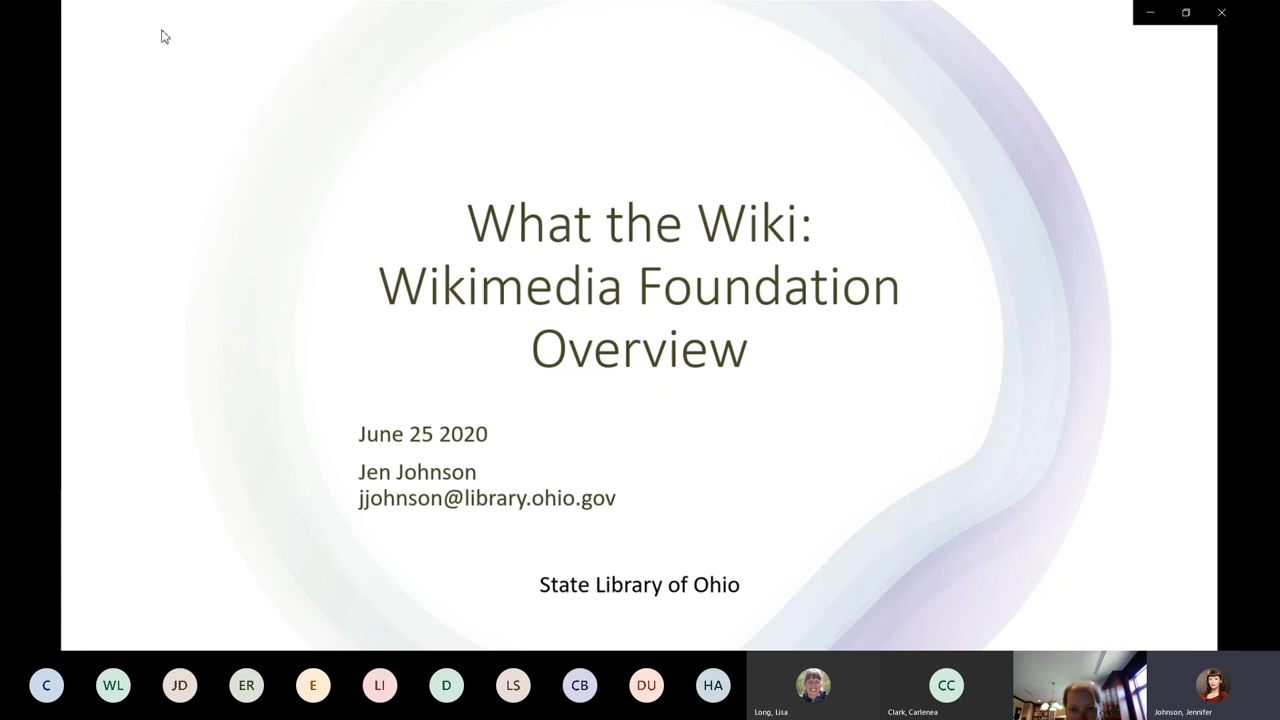 What the Wiki:
Wikimedia Foundation
Overview
June 25 2020
Jen Johnson
jjohnson@library.ohio.gov
State Library of Ohio
C WL JD ER E LI D LS CB DU HA CC
Long, Lisa Clark, Carlenea Johnson, Jennifer